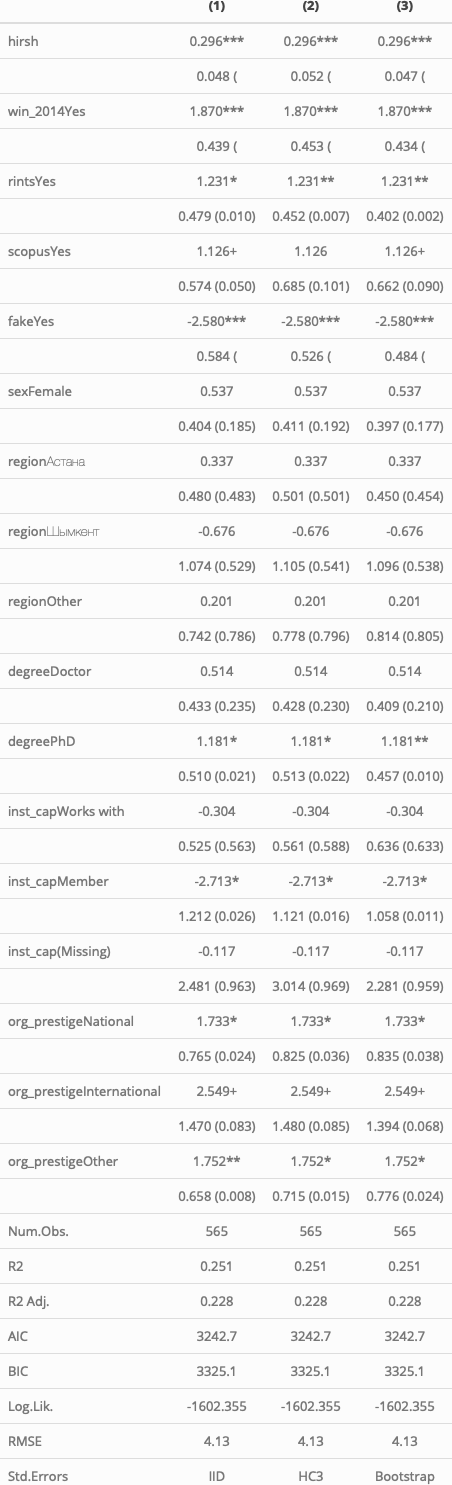 (1) (2) (3)
hirsh 0.296*** 0.296*** 0.296***
0.048 ( 0.052 ( 0.047 (
win_2014Yes 1.870*** 1.870*** 1.870***
0.439 ( 0.453 ( 0.434 (
rintsYes 1.231* 1.231** 1.231**
0.479 (0.010) 0.452 (0.007) 0.402 (0.002)
scopusYes 1.126+ 1.126 1.126+
0.574 (0.050) 0.685 (0.101) 0.662 (0.090)
fakeYes -2.580*** -2.580*** -2.580***
0.584 ( 0.526 ( 0.484 (
sexFemale 0.537 0.537 0.537
0.404 (0.185) 0.411 (0.192) 0.397 (0.177)
regionАстана 0.337 0.337 0.337
0.480 (0.483) 0.501 (0.501) 0.450 (0.454)
regionШымкент -0.676 -0.676 -0.676
1.074 (0.529) 1.105 (0.541) 1.096 (0.538)
regionOther 0.201 0.201 0.201
0.742 (0.786) 0.778 (0.796) 0.814 (0.805)
degreeDoctor 0.514 0.514 0.514
0.433 (0.235) 0.428 (0.230) 0.409 (0.210)
degreePhD 1.181* 1.181* 1.181**
0.510 (0.021) 0.513 (0.022) 0.457 (0.010)
inst_capWorks with -0.304 -0.304 -0.304
0.525 (0.563) 0.561 (0.588) 0.636 (0.633)
inst_capMember -2.713* -2.713* -2.713*
1.212 (0.026) 1.121 (0.016) 1.058 (0.011)
inst_cap(Missing) -0.117 -0.117 -0.117
2.481 (0.963) 3.014 (0.969) 2.281 (0.959)
org_prestigeNational 1.733* 1.733* 1.733*
0.765 (0.024) 0.825 (0.036) 0.835 (0.038)
org_prestigeInternational 2.549+ 2.549+ 2.549+
1.470 (0.083) 1.480 (0.085) 1.394 (0.068)
org_prestigeOther 1.752** 1.752* 1.752*
0.658 (0.008) 0.715 (0.015) 0.776 (0.024)
Num.Obs. 565 565 565
R2 0.251 0.251 0.251
R2 Adj. 0.228 0.228 0.228
AIC 3242.7 3242.7 3242.7
BIC 3325.1 3325.1 3325.1
Log.Lik. -1602.355 -1602.355 -1602.355
RMSE 4.13 4.13 4.13
Std.Errors IID HC3 Bootstrap